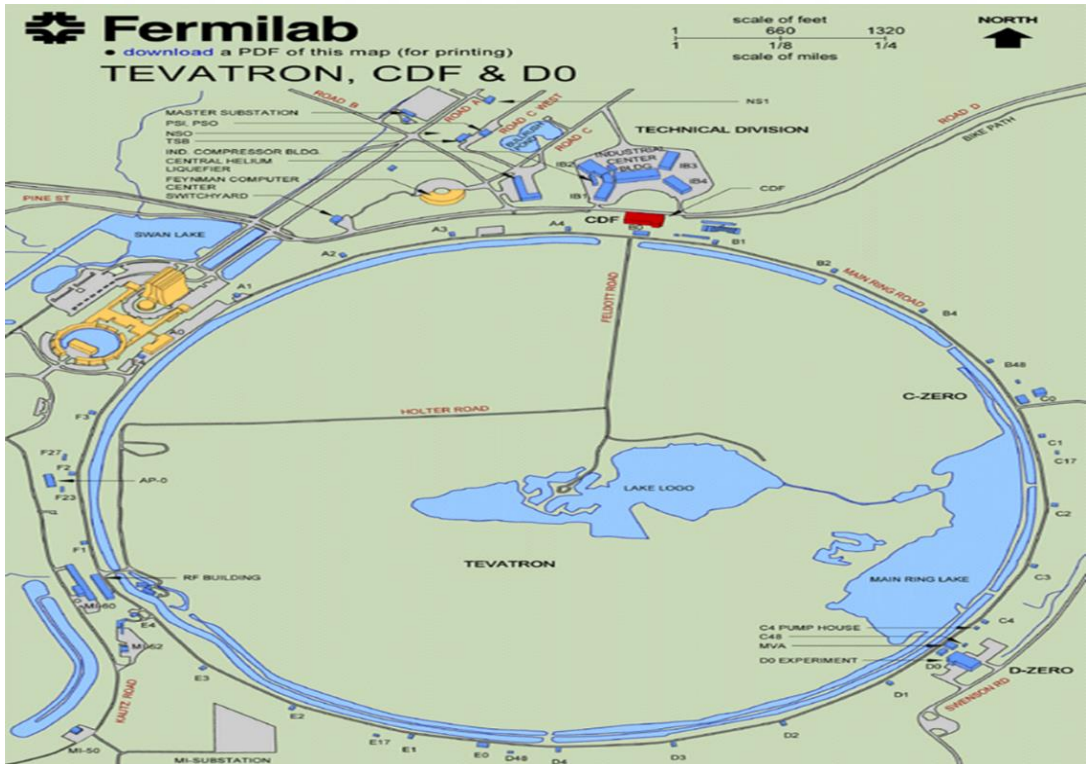 Fermilab
• download a PDF of this map (for printing)
TEVATRON, CDF & D0
scale of feet
1 660 1320
1 1/8 1/4
scale of miles
NORTH
MASTER SUBSTATION
PSI, PSO
NSO
TSB
IND. COMPRESSOR BLDG.
CENTRAL HELIUM
LIQUEFIER
FEYNMAN COMPUTER
CENTER
SWITCHYARD
ROAD B
ROAD A
ROAD C WEST
ROAD C
NS1
TECHNICAL DIVISION
ROAD D
BIKE PATH
BULLRUSH
POND
INDUSTRIAL
CENTER
BLDG
IB2
IB3
IB1
IB4
CDF
CDF
B0
PINE ST
SWAN LAKE
A1
A2
A3
A4
B1
B2
MAIN RING ROAD
B4
B48
C-ZERO
C0
C1
C17
C2
C3
FELDOTT ROAD
HOLTER ROAD
LAKE LOGO
TEVATRON
MAIN RING LAKE
F3
F27
F2
F23
AP-0
F1
RF BUILDING
MI-60
E4
MI-52
KAUTZ ROAD
E3
MI-50
MI-SUBSTATION
E2
E17
E1
E0
D48
D4
D3
D2
D1
C4 PUMP HOUSE
C48
MVA
D0 EXPERIMENT
C4
D0
D-ZERO
SWENSON RD